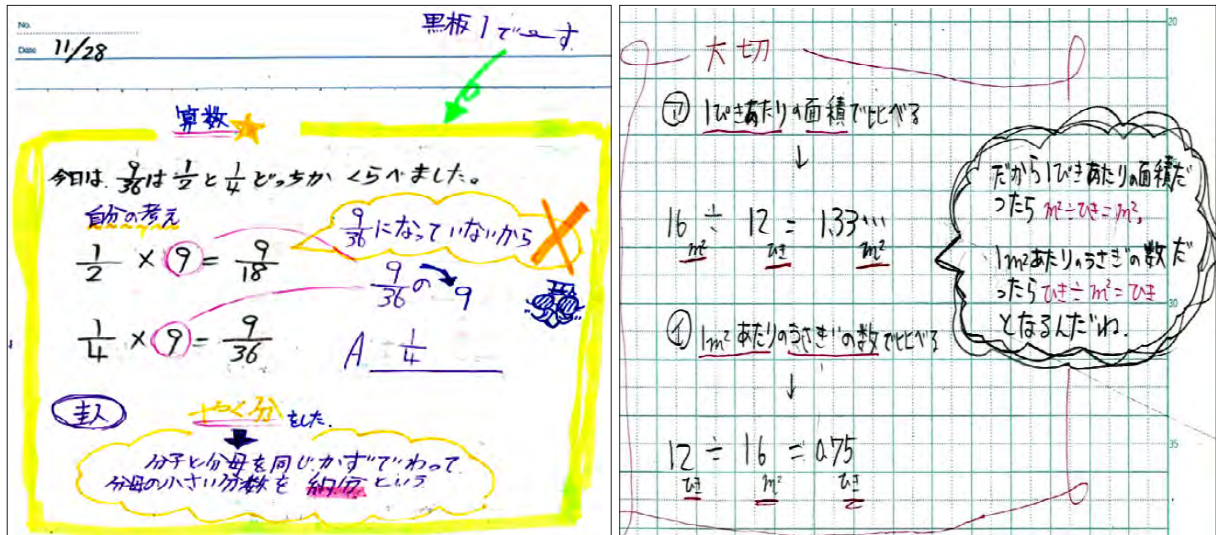 No.
Date 11/28
黒板1でーす
算数
今日は、9/36は1/2と1/4どっちか くらべました。
自分の考え
9/36になっていないから
1/2 × 9 = 9/18
9/36の 9
1/4 × 9 = 9/36
A 1/4
やく分をした。
分子と分母を同じかずでわって
分母の小さい分数を 約分 という
大切
㋐ 1ぴきあたりの面積で比べる
↓
16 ÷ 12 = 1.33…
m² ひき m²
㋑ 1m²あたりのうさぎの数で比べる
↓
12 ÷ 16 = 0.75
ひき m² ひき
だから1ぴきあたりの面積だ
ったら m²÷ひき=m²,
1m²あたりのうさぎの数だ
ったら ひき÷m²=ひき
となるんだね.
20
30
35